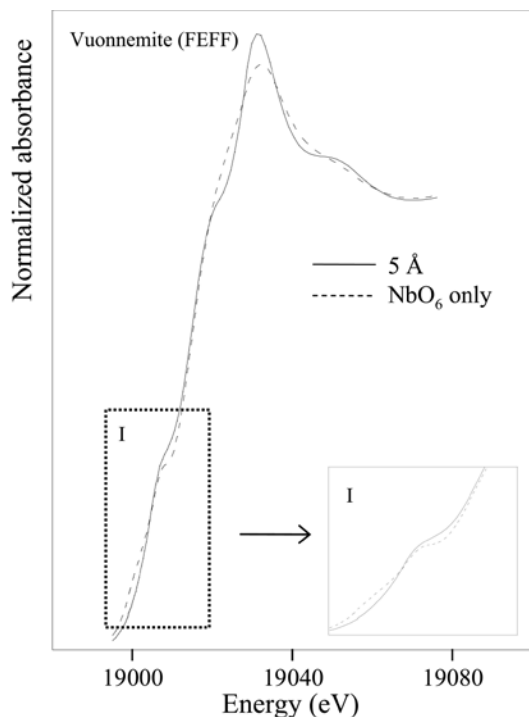 Vuonnemite (FEFF)
Normalized absorbance
5 Å
NbO₆ only
I
I
19000 19040 19080
Energy (eV)